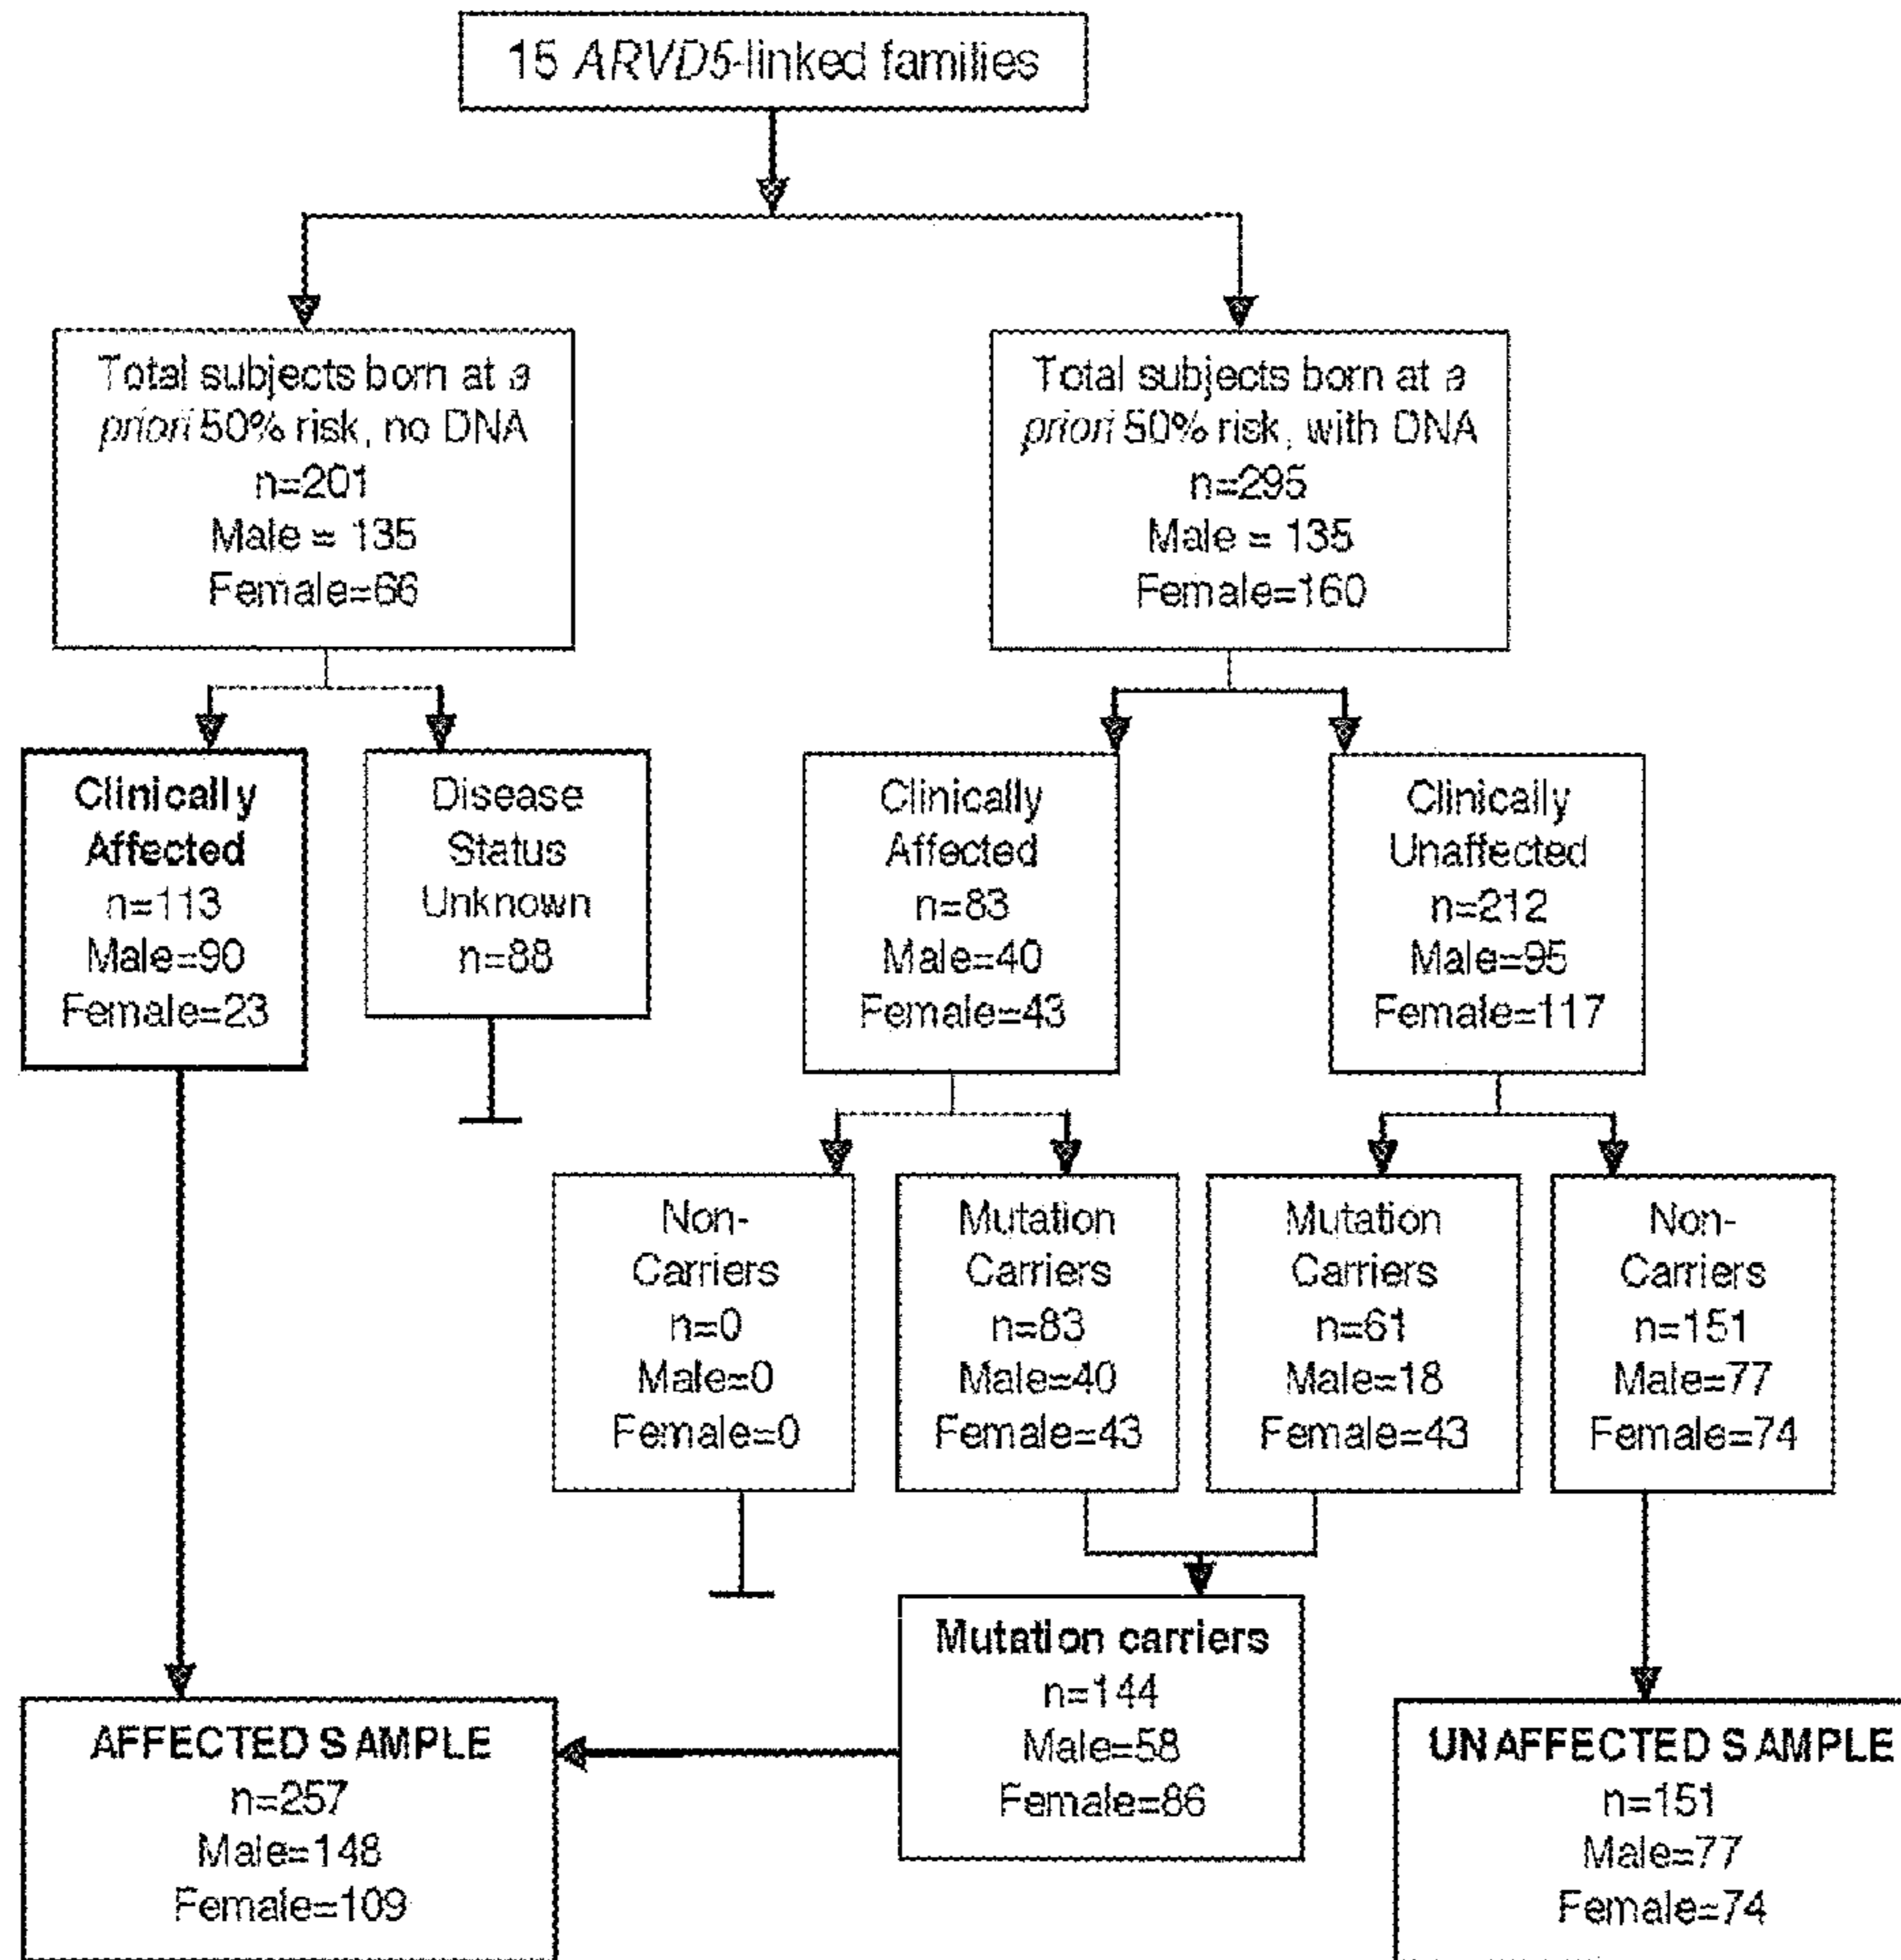 15 ARVD5-linked families
Total subjects born at a
priori 50% risk, no DNA
n=201
Male = 135
Female=66
Total subjects born at a
priori 50% risk, with DNA
n=295
Male = 135
Female=160
Clinically
Affected
n=113
Male=90
Female=23
Disease
Status
Unknown
n=88
Clinically
Affected
n=83
Male=40
Female=43
Clinically
Unaffected
n=212
Male=95
Female=117
Non-
Carriers
n=0
Male=0
Female=0
Mutation
Carriers
n=83
Male=40
Female=43
Mutation
Carriers
n=61
Male=18
Female=43
Non-
Carriers
n=151
Male=77
Female=74
Mutation carriers
n=144
Male=58
Female=86
AFFECTED SAMPLE
n=257
Male=148
Female=109
UNAFFECTED SAMPLE
n=151
Male=77
Female=74